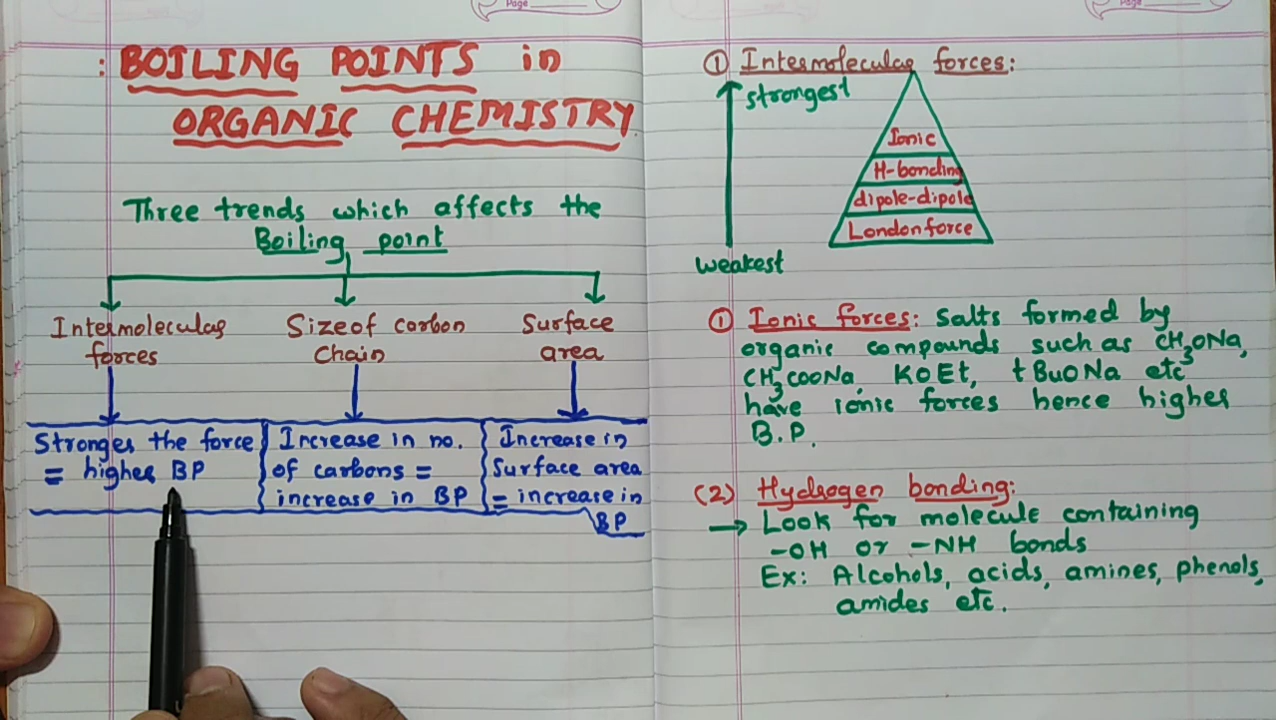 Page
: BOILING POINTS in
ORGANIC CHEMISTRY
Three trends which affects the
Boiling point
Intermolecular
forces
Sizeof carbon
Chain
Surface
area
Stronger the force
= higher BP
Increase in no.
of carbons =
increase in BP
Increase in
Surface area
= increase in
BP
Page
① Intermolecular forces:
strongest
Ionic
H-bonding
dipole-dipole
London force
weakest
① Ionic forces: Salts formed by
organic compounds such as CH3ONa,
CH3COONa, KOEt, tBuONa etc
have ionic forces hence higher
B.P.
(2) Hydrogen bonding:
→ Look for molecule containing
-OH or -NH bonds
Ex: Alcohols, acids, amines, phenols,
amides etc.